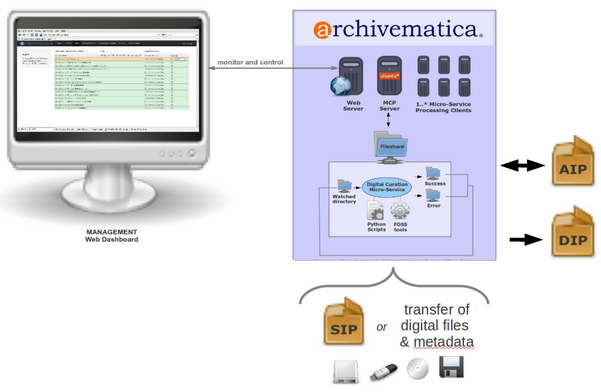 archivematica®
monitor and control
Web
Server
MCP
Server
ubuntu
1..* Micro-Service
Processing Clients
Fileshare
Digital Curation
Micro-Service
Watched
directory
Success
Error
Python
Scripts
FOSS
tools
AIP
DIP
MANAGEMENT
Web Dashboard
SIP
or
transfer of
digital files
& metadata